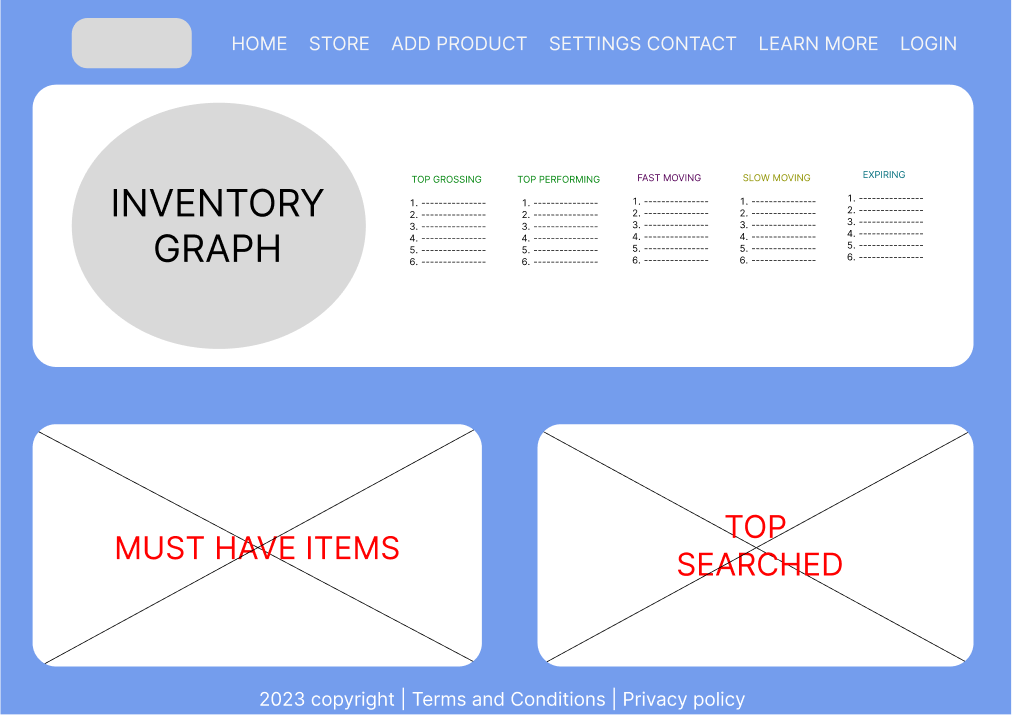 HOME STORE ADD PRODUCT SETTINGS CONTACT LEARN MORE LOGIN
INVENTORY
GRAPH
TOP GROSSING
1. ---------------
2. ---------------
3. ---------------
4. ---------------
5. ---------------
6. ---------------
TOP PERFORMING
1. ---------------
2. ---------------
3. ---------------
4. ---------------
5. ---------------
6. ---------------
FAST MOVING
1. ---------------
2. ---------------
3. ---------------
4. ---------------
5. ---------------
6. ---------------
SLOW MOVING
1. ---------------
2. ---------------
3. ---------------
4. ---------------
5. ---------------
6. ---------------
EXPIRING
1. ---------------
2. ---------------
3. ---------------
4. ---------------
5. ---------------
6. ---------------
MUST HAVE ITEMS
TOP
SEARCHED
2023 copyright | Terms and Conditions | Privacy policy